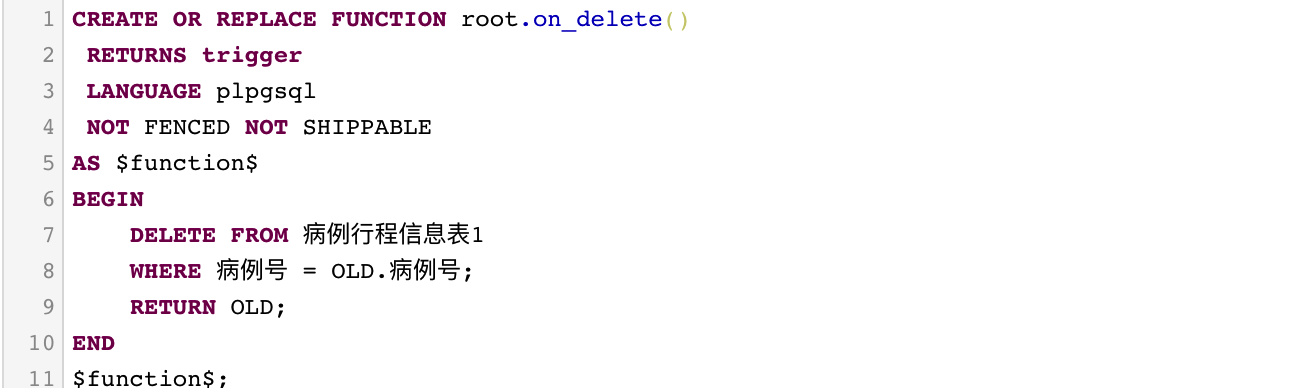 1 CREATE OR REPLACE FUNCTION root.on_delete()
2 RETURNS trigger
3 LANGUAGE plpgsql
4 NOT FENCED NOT SHIPPABLE
5 AS $function$
6 BEGIN
7 DELETE FROM 病例行程信息表1
8 WHERE 病例号 = OLD.病例号;
9 RETURN OLD;
10 END
11 $function$;